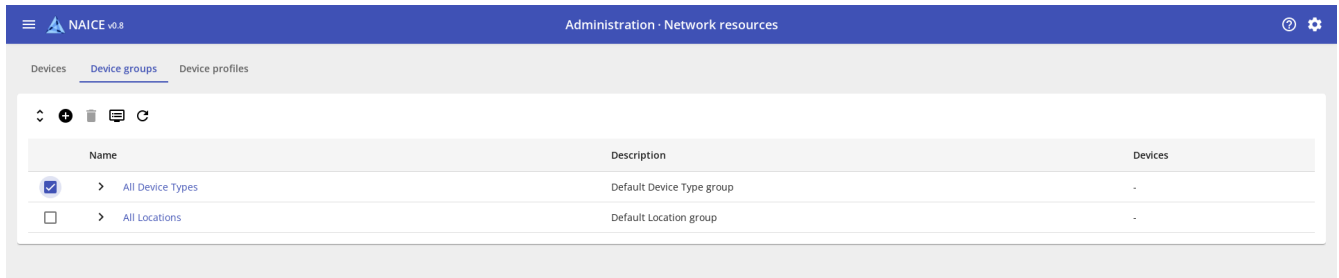 NAICE v0.8 Administration · Network resources
Devices Device groups Device profiles
Name Description Devices
All Device Types Default Device Type group -
All Locations Default Location group -